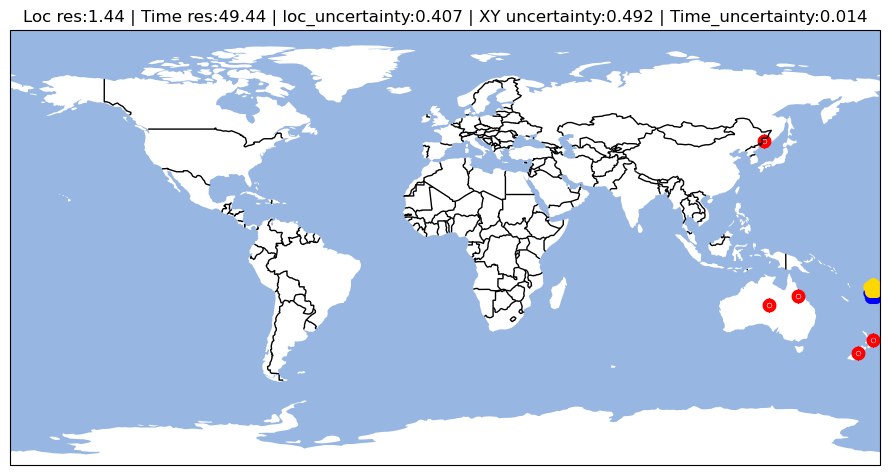 Loc res:1.44 | Time res:49.44 | loc_uncertainty:0.407 | XY uncertainty:0.492 | Time_uncertainty:0.014